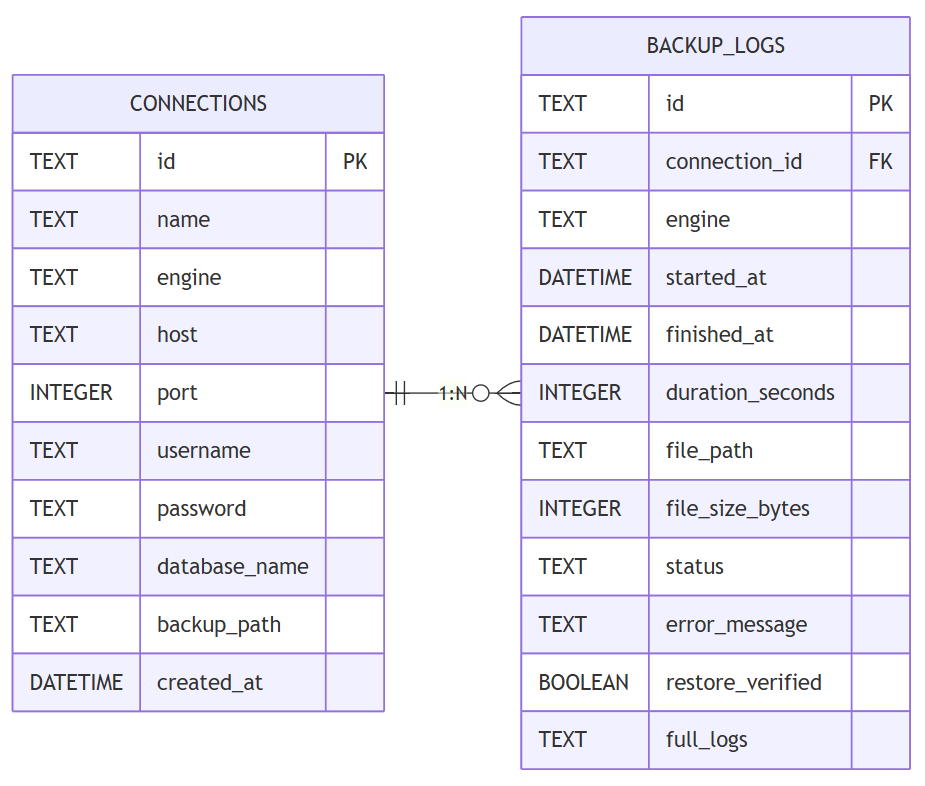 CONNECTIONS
TEXT id PK
TEXT name
TEXT engine
TEXT host
INTEGER port
TEXT username
TEXT password
TEXT database_name
TEXT backup_path
DATETIME created_at
1:N
BACKUP_LOGS
TEXT id PK
TEXT connection_id FK
TEXT engine
DATETIME started_at
DATETIME finished_at
INTEGER duration_seconds
TEXT file_path
INTEGER file_size_bytes
TEXT status
TEXT error_message
BOOLEAN restore_verified
TEXT full_logs